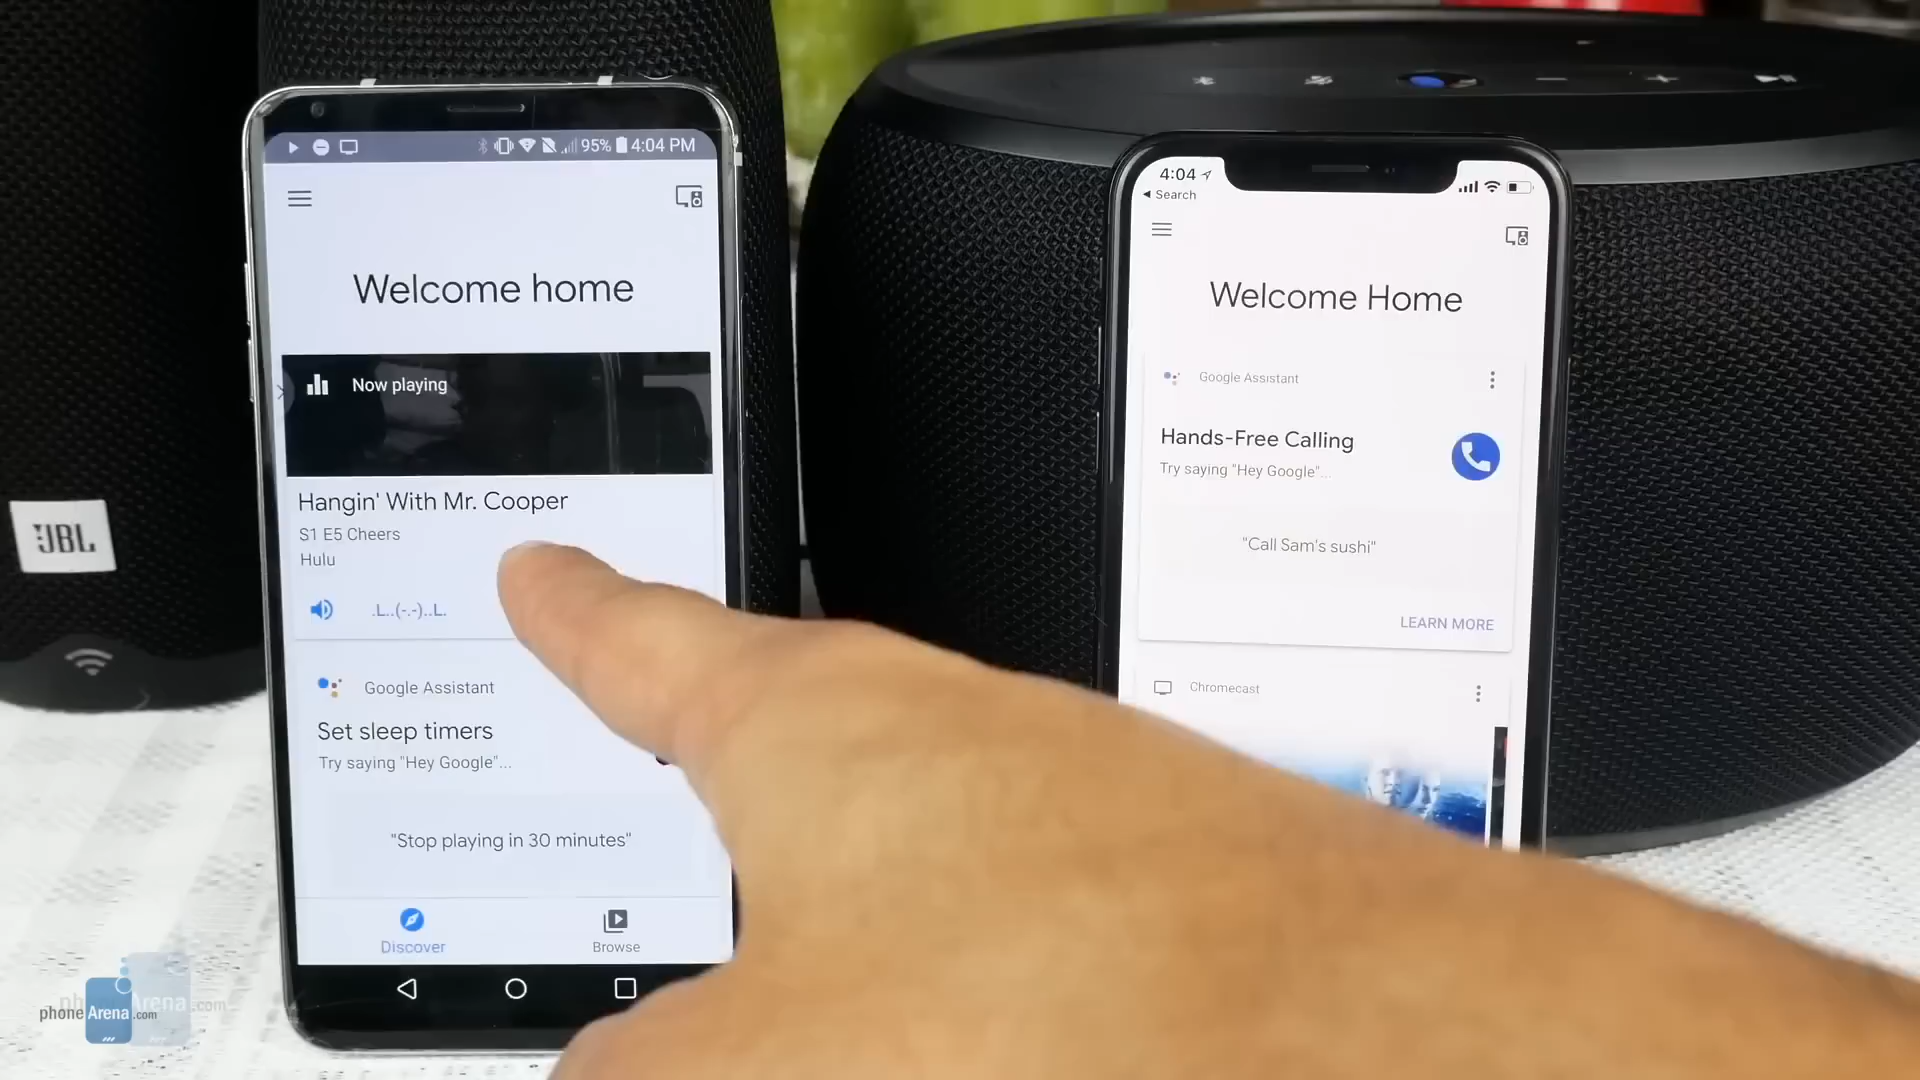 JBL
95% 4:04 PM
Welcome home
Now playing
Hangin' With Mr. Cooper
S1 E5 Cheers
Hulu
.L..(-.-)..L.
Google Assistant
Set sleep timers
Try saying "Hey Google"...
"Stop playing in 30 minutes"
Discover
Browse
4:04
Search
Welcome Home
Google Assistant
Hands-Free Calling
Try saying "Hey Google"...
"Call Sam's sushi"
LEARN MORE
Chromecast
phoneArena.com
phoneArena.com